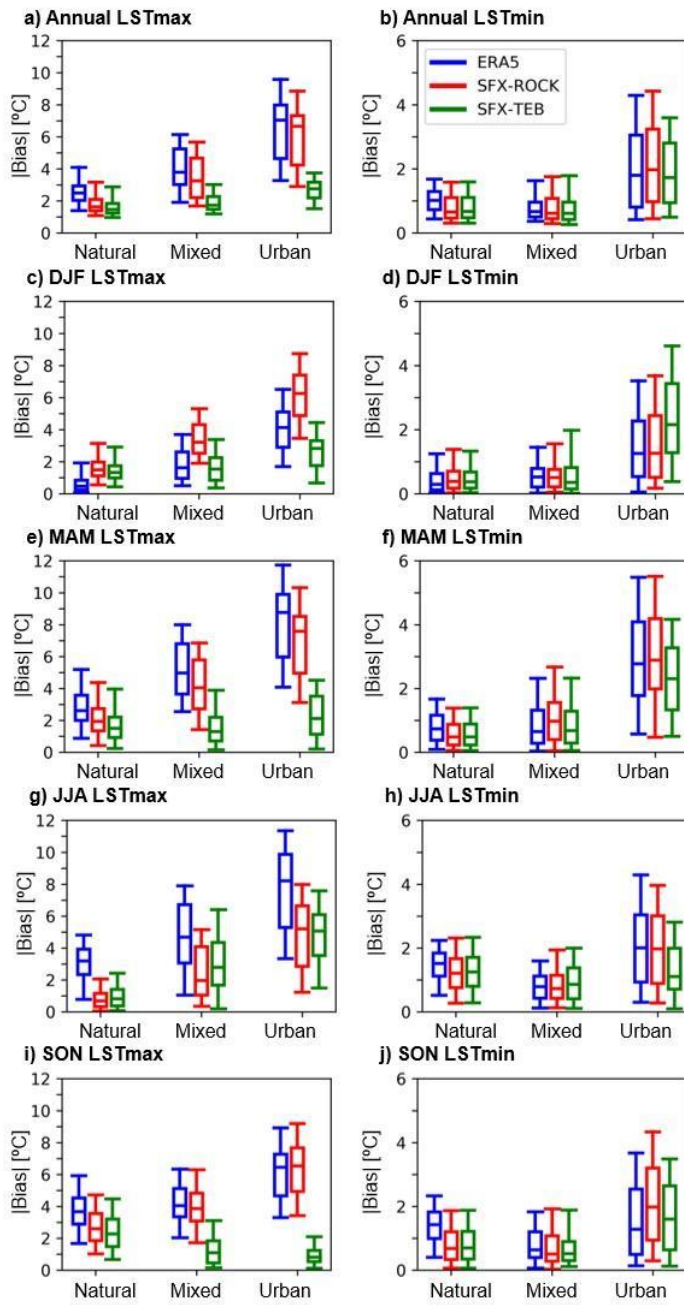 a) Annual LSTmax
|Bias| [ºC]
12
10
8
6
4
2
0
Natural Mixed Urban
b) Annual LSTmin
|Bias| [ºC]
6
4
2
0
ERA5
SFX-ROCK
SFX-TEB
Natural Mixed Urban
c) DJF LSTmax
|Bias| [ºC]
12
10
8
6
4
2
0
Natural Mixed Urban
d) DJF LSTmin
|Bias| [ºC]
6
4
2
0
Natural Mixed Urban
e) MAM LSTmax
|Bias| [ºC]
12
10
8
6
4
2
0
Natural Mixed Urban
f) MAM LSTmin
|Bias| [ºC]
6
4
2
0
Natural Mixed Urban
g) JJA LSTmax
|Bias| [ºC]
12
10
8
6
4
2
0
Natural Mixed Urban
h) JJA LSTmin
|Bias| [ºC]
6
4
2
0
Natural Mixed Urban
i) SON LSTmax
|Bias| [ºC]
12
10
8
6
4
2
0
Natural Mixed Urban
j) SON LSTmin
|Bias| [ºC]
6
4
2
0
Natural Mixed Urban